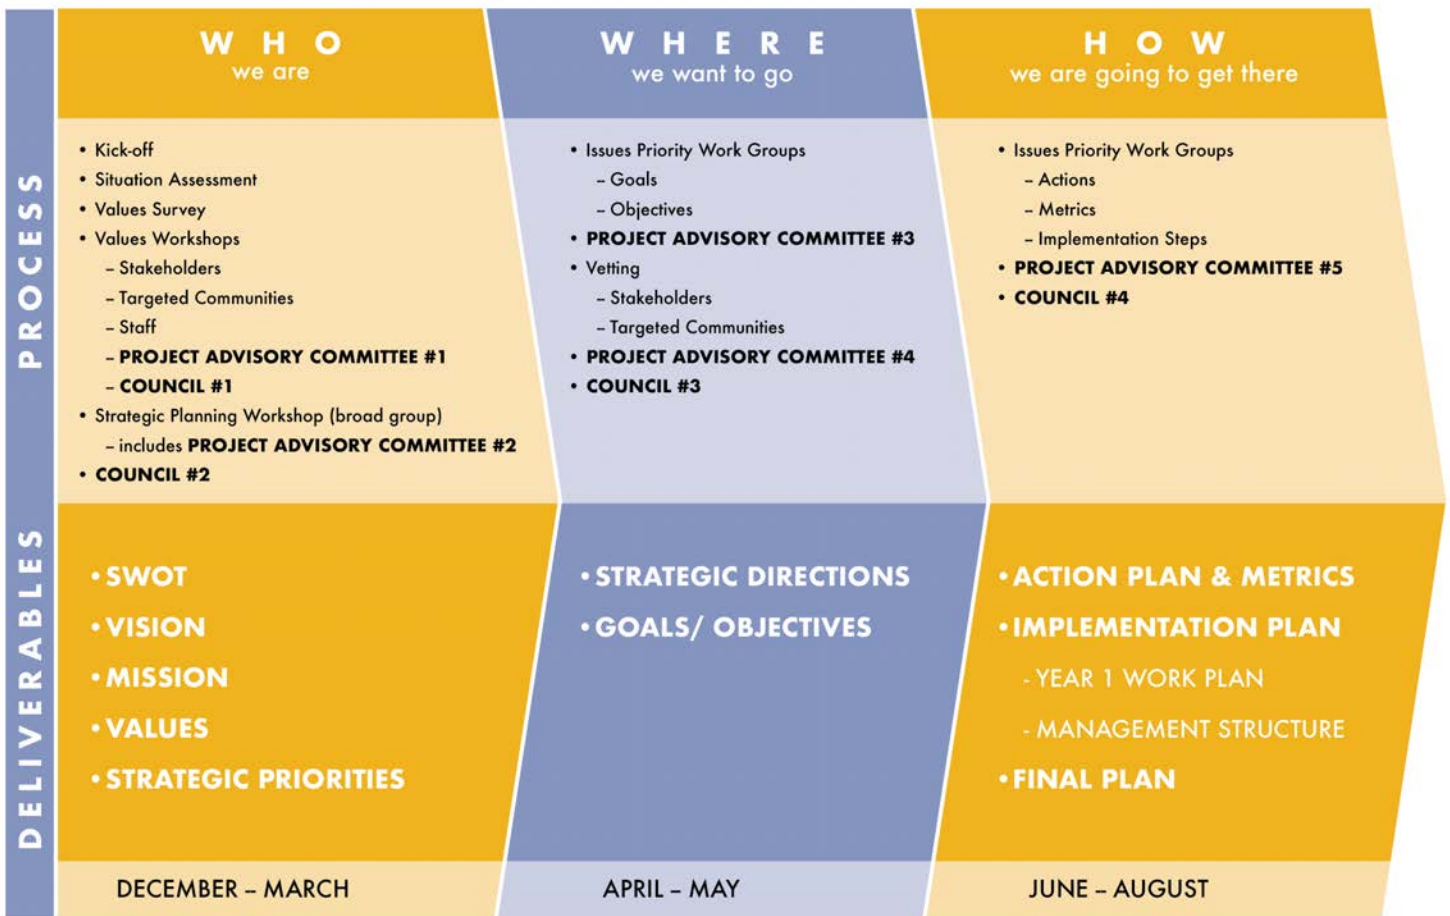 WHO
we are
WHERE
we want to go
HOW
we are going to get there
PROCESS
• Kick-off
• Situation Assessment
• Values Survey
• Values Workshops
– Stakeholders
– Targeted Communities
– Staff
– PROJECT ADVISORY COMMITTEE #1
– COUNCIL #1
• Strategic Planning Workshop (broad group)
– includes PROJECT ADVISORY COMMITTEE #2
• COUNCIL #2
• Issues Priority Work Groups
– Goals
– Objectives
• PROJECT ADVISORY COMMITTEE #3
• Vetting
– Stakeholders
– Targeted Communities
• PROJECT ADVISORY COMMITTEE #4
• COUNCIL #3
• Issues Priority Work Groups
– Actions
– Metrics
– Implementation Steps
• PROJECT ADVISORY COMMITTEE #5
• COUNCIL #4
DELIVERABLES
• SWOT
• VISION
• MISSION
• VALUES
• STRATEGIC PRIORITIES
• STRATEGIC DIRECTIONS
• GOALS/ OBJECTIVES
• ACTION PLAN & METRICS
• IMPLEMENTATION PLAN
- YEAR 1 WORK PLAN
- MANAGEMENT STRUCTURE
• FINAL PLAN
DECEMBER – MARCH
APRIL – MAY
JUNE – AUGUST